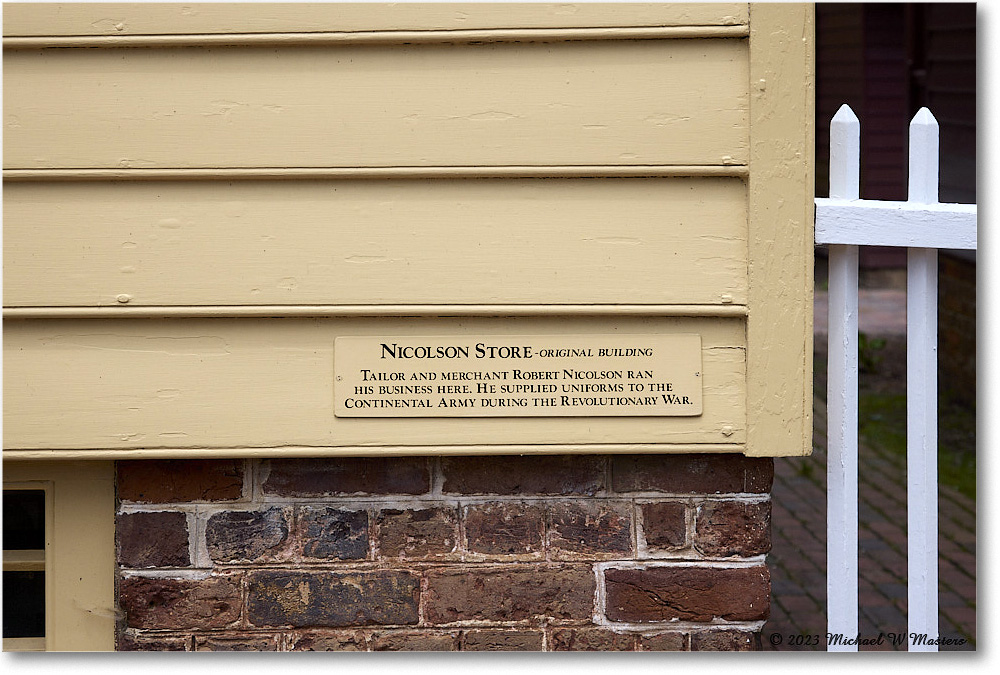 NICOLSON STORE - ORIGINAL BUILDING
TAILOR AND MERCHANT ROBERT NICOLSON RAN
HIS BUSINESS HERE. HE SUPPLIED UNIFORMS TO THE
CONTINENTAL ARMY DURING THE REVOLUTIONARY WAR.
© 2023 Michael W Masters